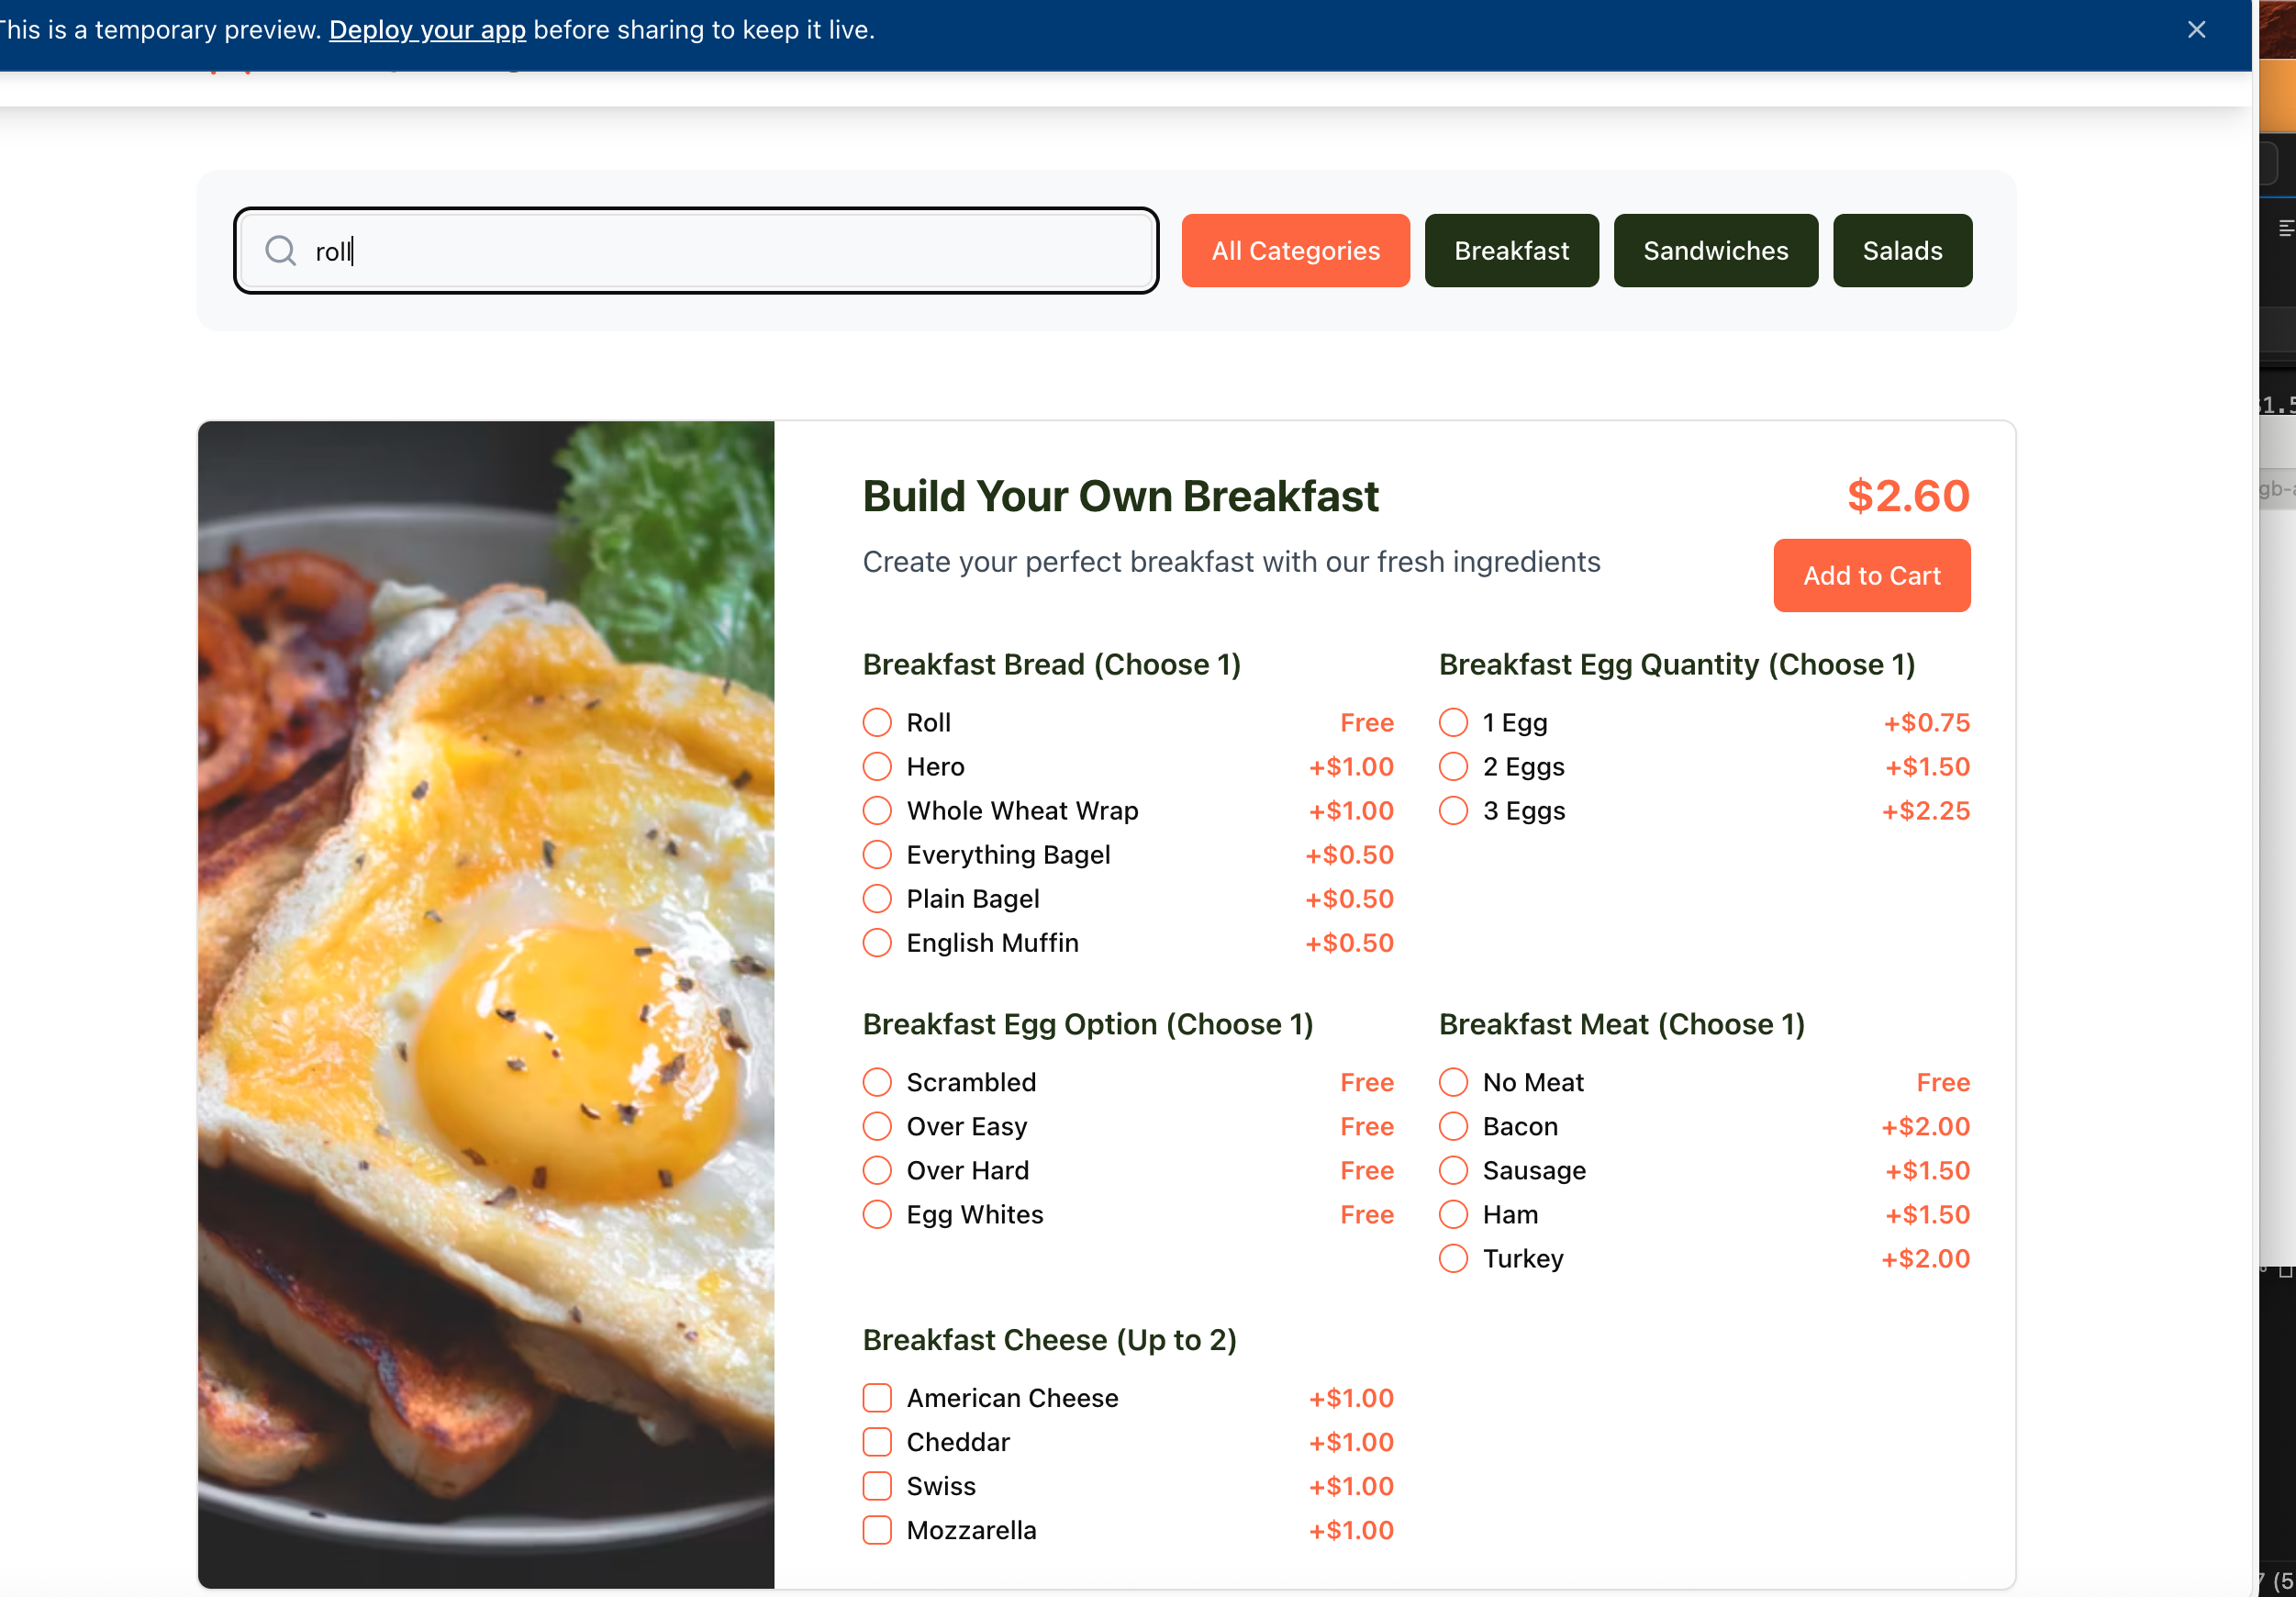 This is a temporary preview. Deploy your app before sharing to keep it live.
roll
All Categories
Breakfast
Sandwiches
Salads
Build Your Own Breakfast
$2.60
Create your perfect breakfast with our fresh ingredients
Add to Cart
Breakfast Bread (Choose 1)
Roll Free
Hero +$1.00
Whole Wheat Wrap +$1.00
Everything Bagel +$0.50
Plain Bagel +$0.50
English Muffin +$0.50
Breakfast Egg Quantity (Choose 1)
1 Egg +$0.75
2 Eggs +$1.50
3 Eggs +$2.25
Breakfast Egg Option (Choose 1)
Scrambled Free
Over Easy Free
Over Hard Free
Egg Whites Free
Breakfast Meat (Choose 1)
No Meat Free
Bacon +$2.00
Sausage +$1.50
Ham +$1.50
Turkey +$2.00
Breakfast Cheese (Up to 2)
American Cheese +$1.00
Cheddar +$1.00
Swiss +$1.00
Mozzarella +$1.00